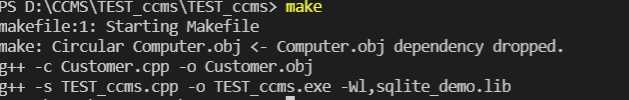 PS D:\CCMS\TEST_ccms\TEST_ccms> make
makefile:1: Starting Makefile
make: Circular Computer.obj <- Computer.obj dependency dropped.
g++ -c Customer.cpp -o Customer.obj
g++ -s TEST_ccms.cpp -o TEST_ccms.exe -Wl,sqlite_demo.lib